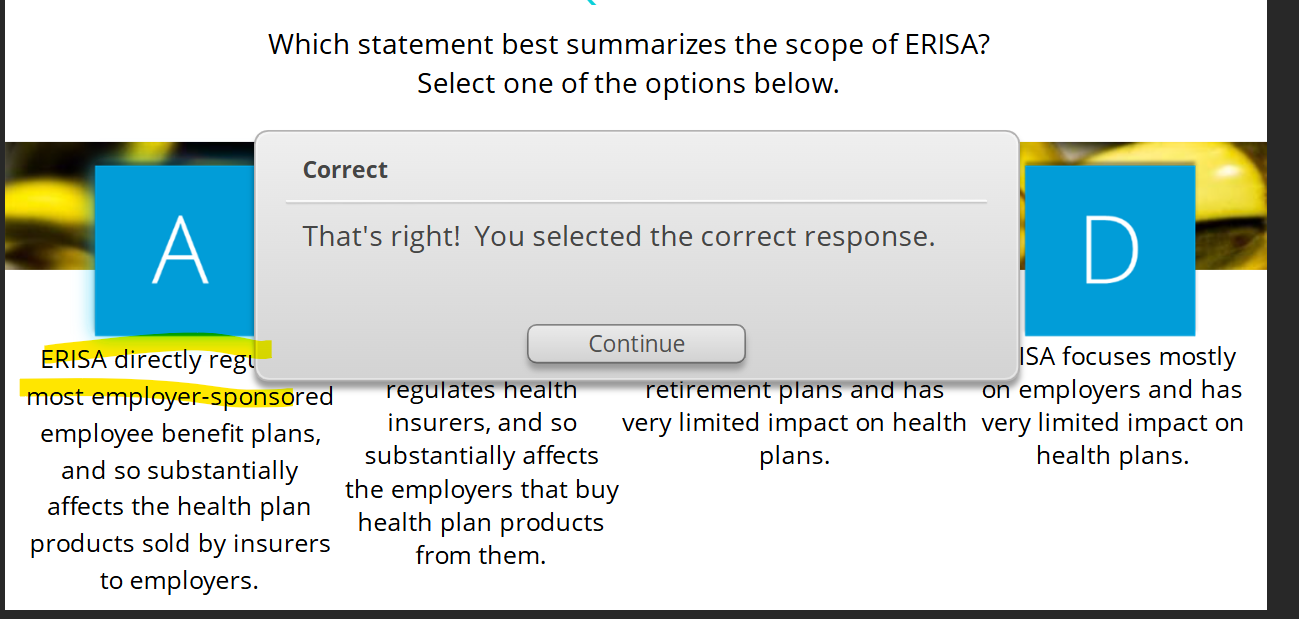 Which statement best summarizes the scope of ERISA?
Select one of the options below.
Correct
That's right!  You selected the correct response.
Continue
A
ERISA directly
most employer-sponsored
employee benefit plans,
and so substantially
affects the health plan
products sold by insurers
to employers.
regulates health
insurers, and so
substantially affects
the employers that buy
health plan products
from them.
retirement plans and has
very limited impact on health
plans.
D
focuses mostly
on employers and has
very limited impact on
health plans.